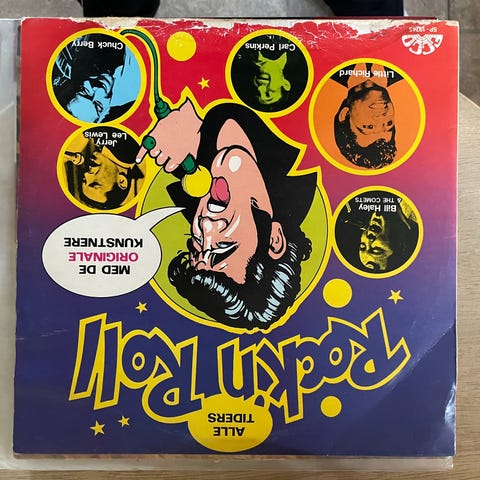 ALLE
TIDERS
Rock'n Roll
MED DE
ORIGINALE
KUNSTNERE
Bill Haley
& THE COMETS
Jerry
Lee Lewis
Little Richard
Carl Perkins
Chuck Berry